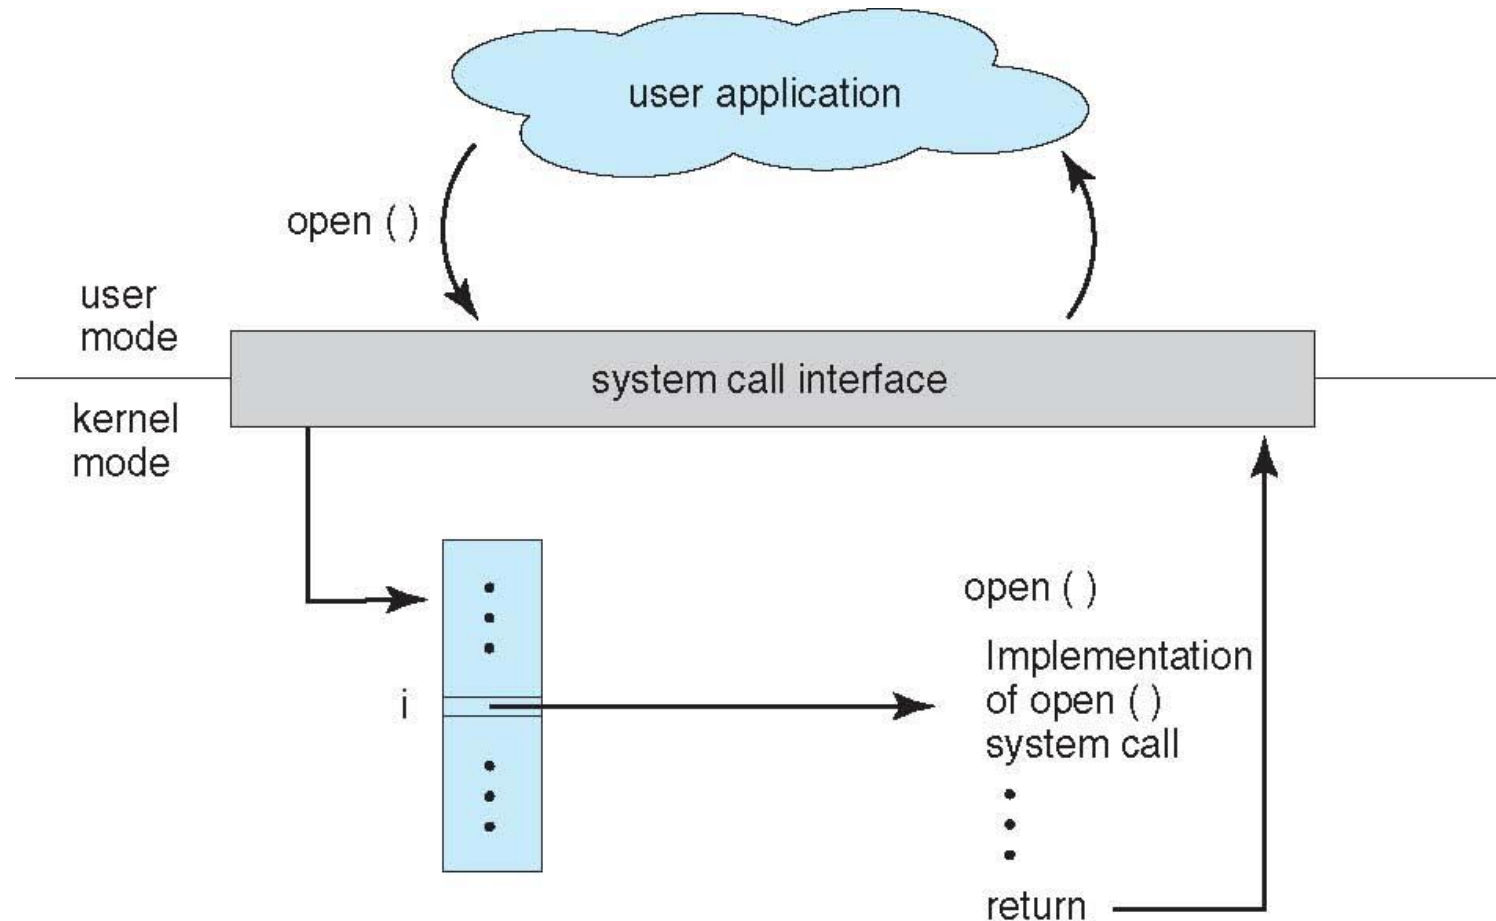 user application
open ( )
user
mode
system call interface
kernel
mode
open ( )
Implementation
of open ( )
system call
i
return